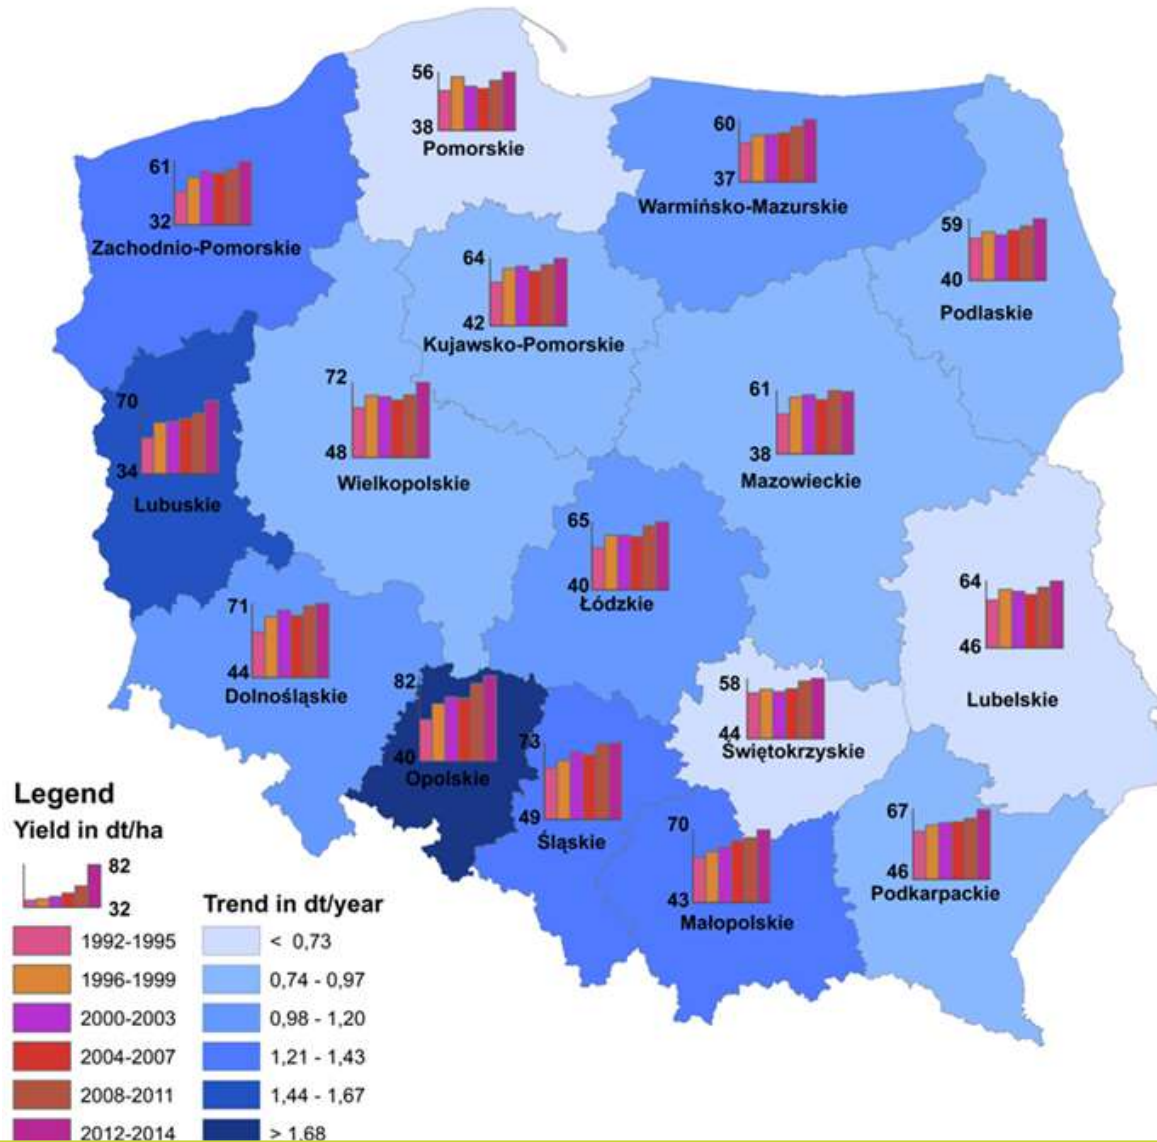 56
38
Pomorskie
60
37
Warmińsko-Mazurskie
61
32
Zachodnio-Pomorskie
59
40
Podlaskie
64
42
Kujawsko-Pomorskie
72
48
Wielkopolskie
61
38
Mazowieckie
70
34
Lubuskie
65
40
Łódzkie
64
46
Lubelskie
71
44
Dolnośląskie
82
40
Opolskie
58
44
Świętokrzyskie
73
49
Śląskie
70
43
Małopolskie
67
46
Podkarpackie
Legend
Yield in dt/ha
82
32
1992-1995
1996-1999
2000-2003
2004-2007
2008-2011
2012-2014
Trend in dt/year
< 0,73
0,74 - 0,97
0,98 - 1,20
1,21 - 1,43
1,44 - 1,67
> 1,68